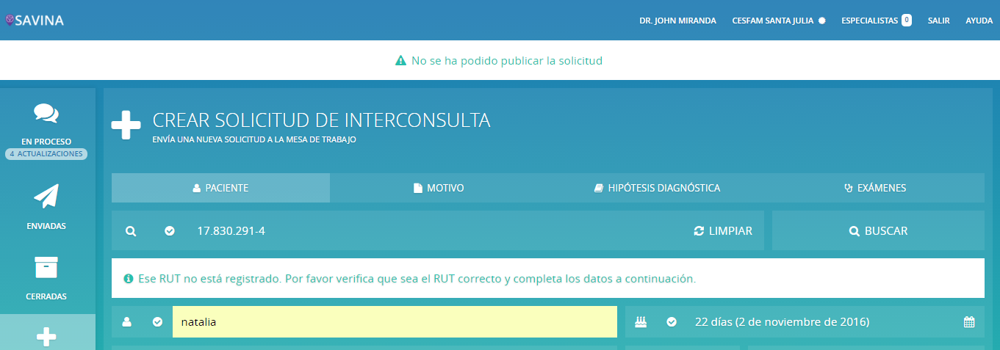 SAVINA
DR. JOHN MIRANDA CESFAM SANTA JULIA ESPECIALISTAS 0 SALIR AYUDA
No se ha podido publicar la solicitud
EN PROCESO
4 ACTUALIZACIONES
ENVIADAS
CERRADAS
CREAR SOLICITUD DE INTERCONSULTA
ENVÍA UNA NUEVA SOLICITUD A LA MESA DE TRABAJO
PACIENTE MOTIVO HIPÓTESIS DIAGNÓSTICA EXÁMENES
17.830.291-4 LIMPIAR BUSCAR
Ese RUT no está registrado. Por favor verifica que sea el RUT correcto y completa los datos a continuación.
natalia 22 días (2 de noviembre de 2016)